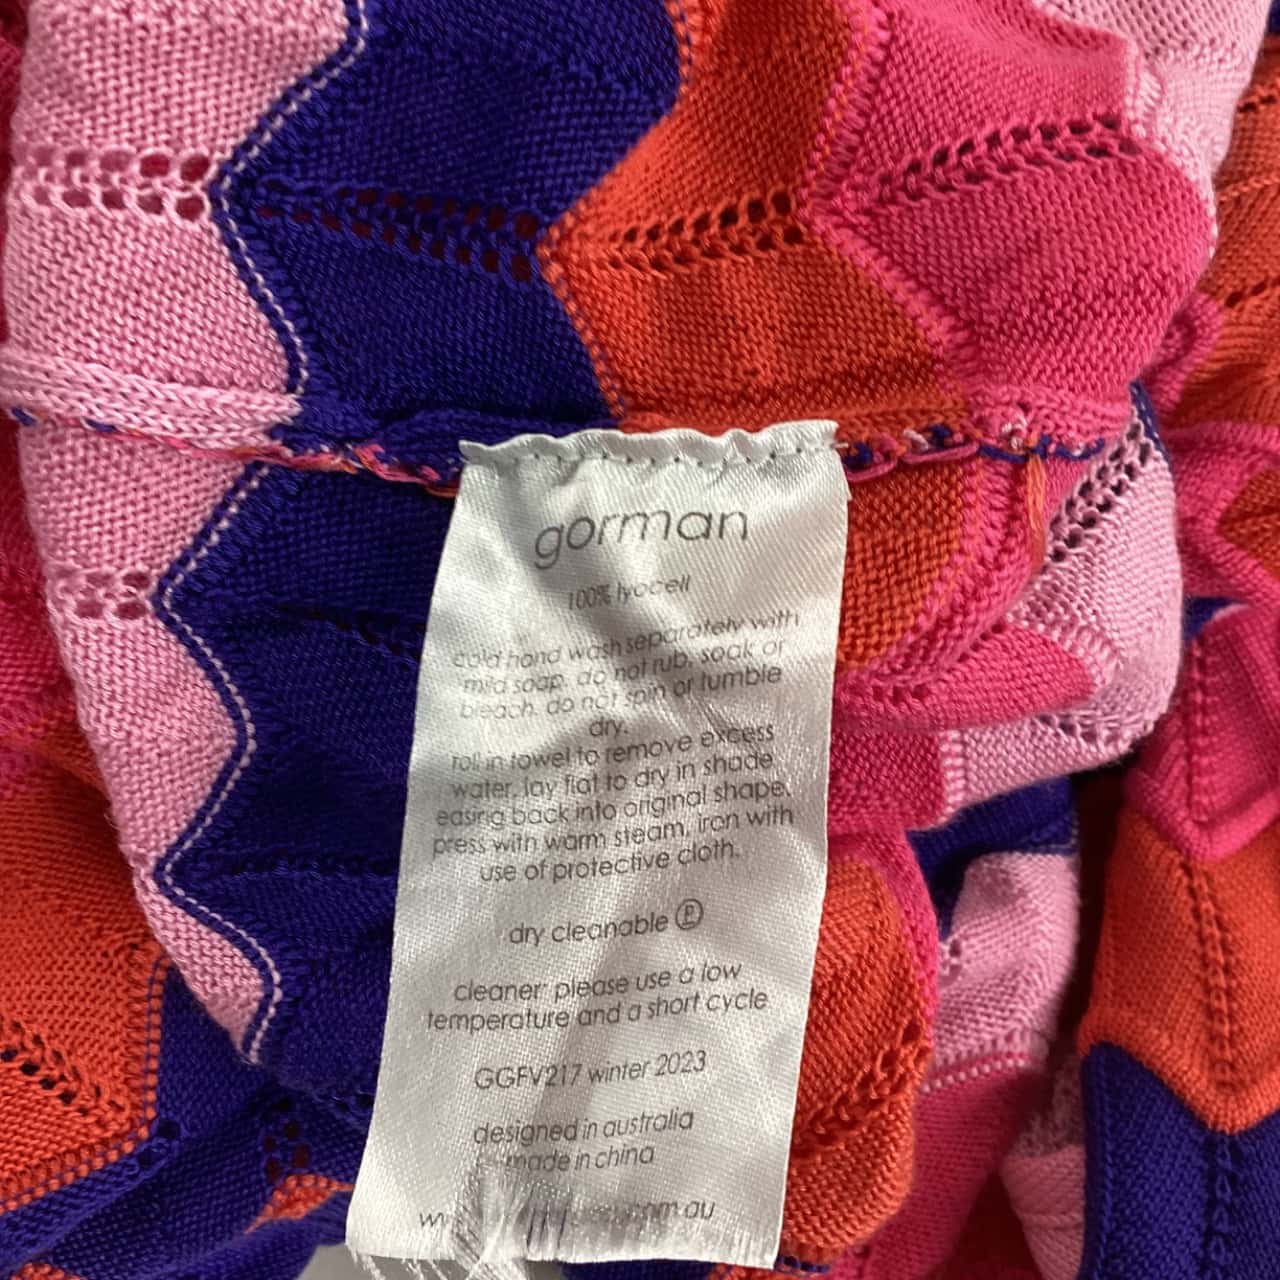 gorman
100% lyocell
cold hand wash separately with
mild soap. do not rub, soak or
bleach. do not spin or tumble
dry.
roll in towel to remove excess
water. lay flat to dry in shade
easing back into original shape.
press with warm steam, iron with
use of protective cloth.
dry cleanable Ⓟ
cleaner: please use a low
temperature and a short cycle
GGFV217 winter 2023
designed in australia
made in china
.com.au